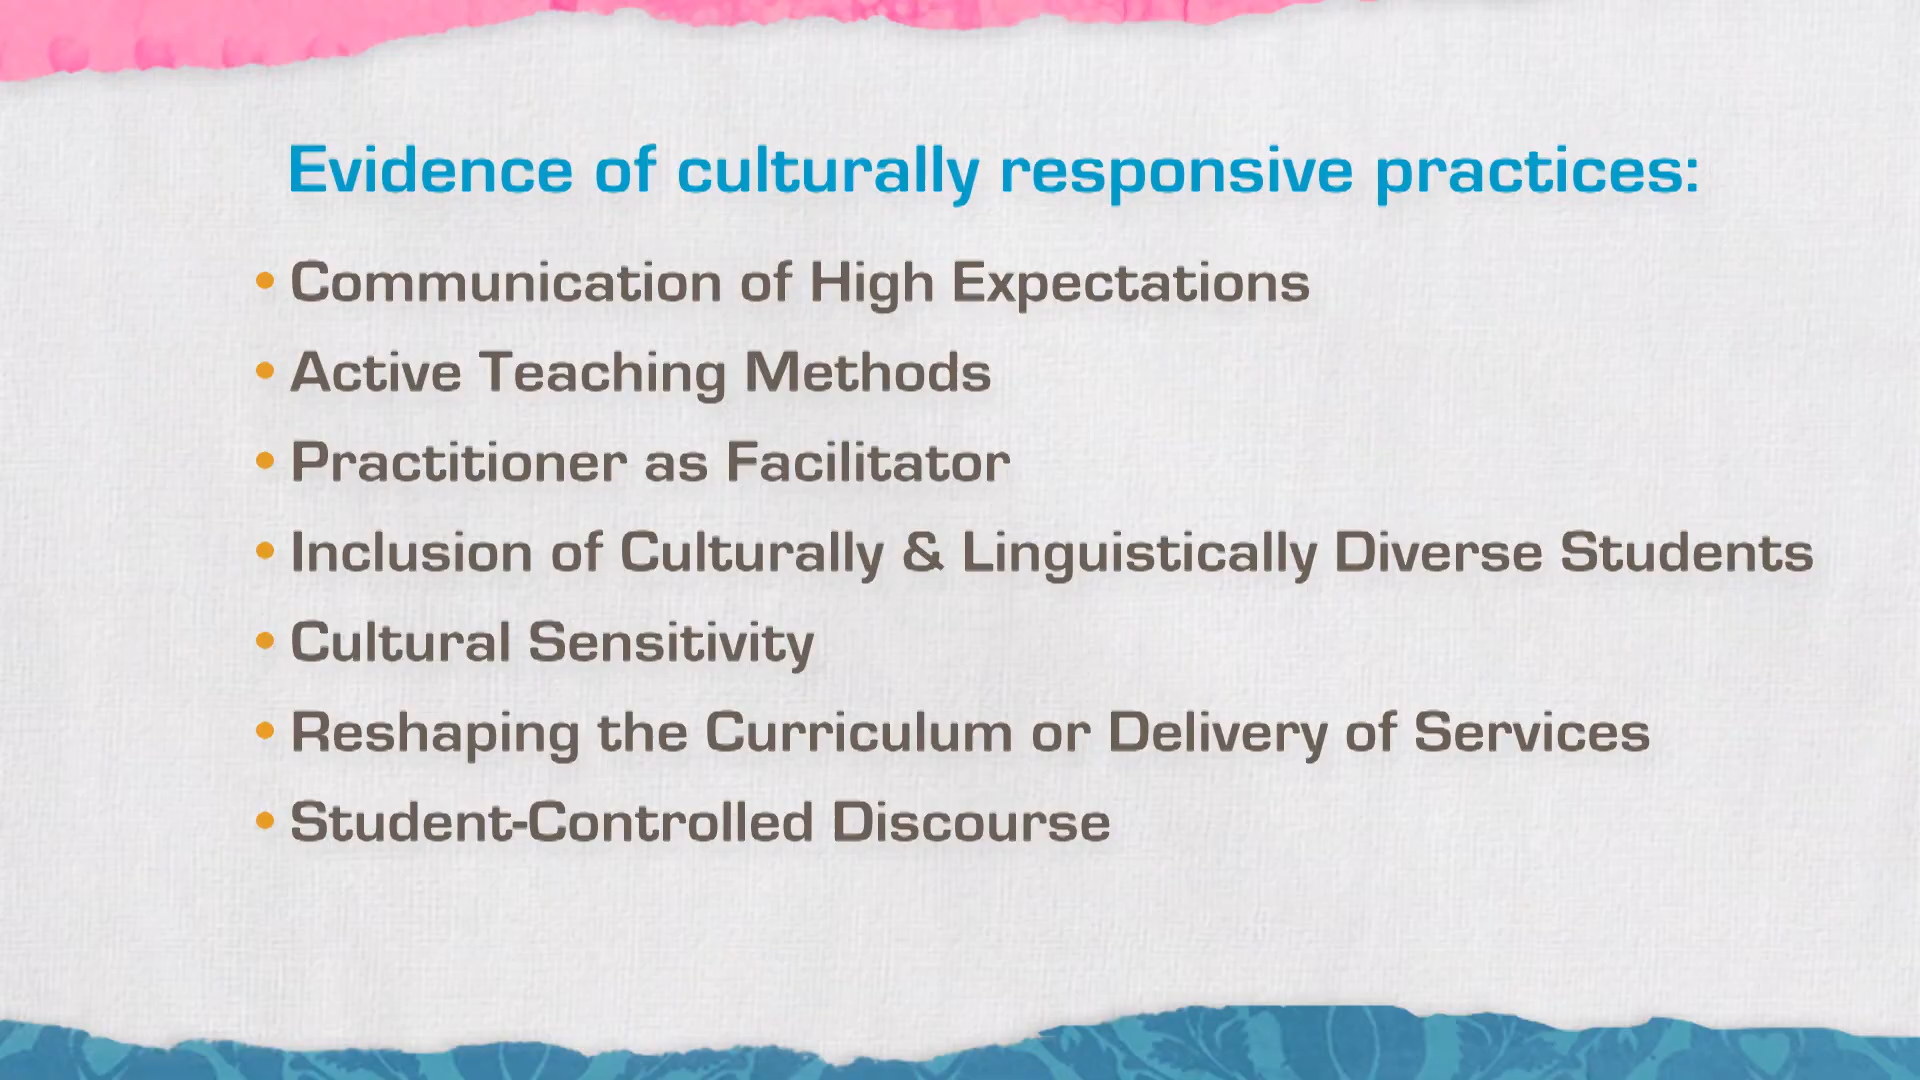 Evidence of culturally responsive practices:
• Communication of High Expectations
• Active Teaching Methods
• Practitioner as Facilitator
• Inclusion of Culturally & Linguistically Diverse Students
• Cultural Sensitivity
• Reshaping the Curriculum or Delivery of Services
• Student-Controlled Discourse